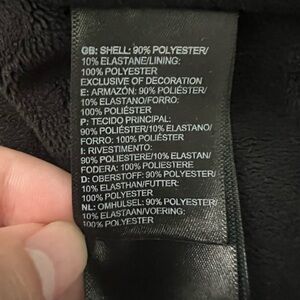 GB: SHELL: 90% POLYESTER/
10% ELASTANE/LINING:
100% POLYESTER
EXCLUSIVE OF DECORATION
E: ARMAZÓN: 90% POLIÉSTER/
10% ELASTANO/FORRO:
100% POLIÉSTER
P: TECIDO PRINCIPAL:
90% POLIÉSTER/10% ELASTANO/
FORRO: 100% POLIÉSTER
I: RIVESTIMENTO:
90% POLIESTERE/10% ELASTAN/
FODERA: 100% POLIESTERE
D: OBERSTOFF: 90% POLYESTER/
10% ELASTHAN/FUTTER:
100% POLYESTER
NL: OMHULSEL: 90% POLYESTER/
10% ELASTAAN/VOERING:
100% POLYESTER